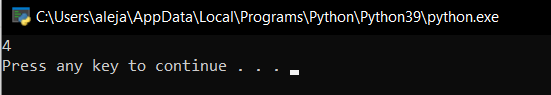 C:\Users\aleja\AppData\Local\Programs\Python\Python39\python.exe
4
Press any key to continue . . .